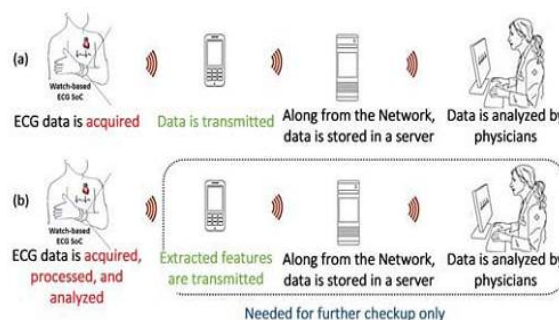 (a)
Watch-based
ECG SoC
ECG data is acquired
Data is transmitted
Along from the Network,
data is stored in a server
Data is analyzed by
physicians
(b)
Watch-based
ECG SoC
ECG data is acquired,
processed, and
analyzed
Extracted features
are transmitted
Along from the Network,
data is stored in a server
Data is analyzed by
physicians
Needed for further checkup only